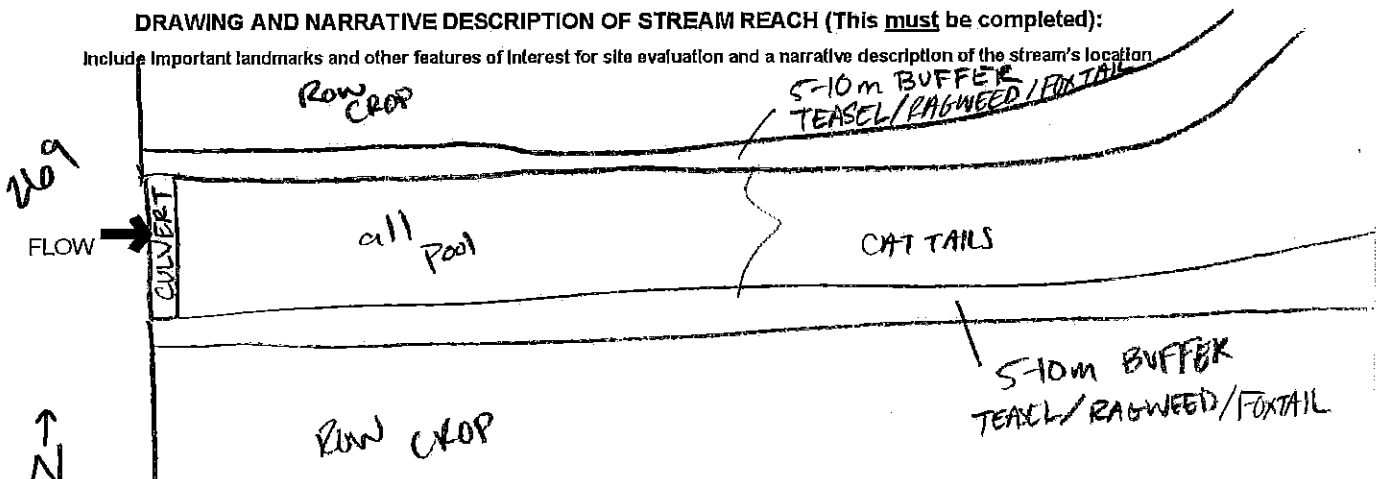 DRAWING AND NARRATIVE DESCRIPTION OF STREAM REACH (This must be completed):
Include Important landmarks and other features of Interest for site evaluation and a narrative description of the stream's location
ROW
CROP
5-10m BUFFER
TEASEL/RAGWEED/FOXTAIL
269
FLOW
CULVERT
all
Pool
CAT TAILS
5-10m BUFFER
TEASEL/RAGWEED/FOXTAIL
ROW CROP
N